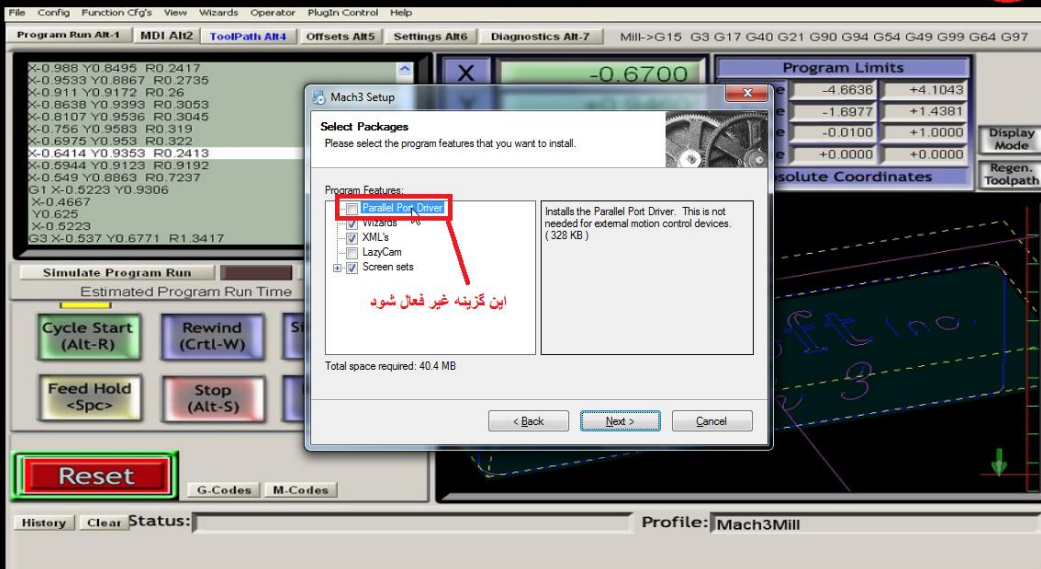 File Config Function Cfg's View Wizards Operator PlugIn Control Help
Program Run Alt-1 MDI Alt2 ToolPath Alt4 Offsets Alt5 Settings Alt6 Diagnostics Alt-7 Mill->G15 G3 G17 G40 G21 G90 G94 G54 G49 G99 G64 G97
X-0.988 Y0.8495 R0.2417
X-0.9533 Y0.8867 R0.2735
X-0.911 Y0.9172 R0.26
X-0.8638 Y0.9393 R0.3053
X-0.8107 Y0.9536 R0.3045
X-0.756 Y0.9583 R0.319
X-0.6975 Y0.953 R0.322
X-0.6414 Y0.9353 R0.2413
X-0.5944 Y0.9123 R0.9192
X-0.549 Y0.8863 R0.7237
G1 X-0.5223 Y0.9306
X-0.4667
Y0.625
X-0.5223
G3 X-0.537 Y0.6771 R1.3417
X -0.6700
Program Limits
-4.6636 +4.1043
-1.6977 +1.4381
-0.0100 +1.0000
+0.0000 +0.0000
Display
Mode
Regen.
Toolpath
Mach3 Setup
Select Packages
Please select the program features that you want to install.
Program Features:
Parallel Port Driver
Wizards
XML's
LazyCam
Screen sets
Installs the Parallel Port Driver. This is not
needed for external motion control devices.
( 328 KB )
این گزینه غیر فعال شود
Total space required: 40.4 MB
< Back Next > Cancel
Simulate Program Run
Estimated Program Run Time
Cycle Start
(Alt-R)
Rewind
(Crtl-W)
Feed Hold
<Spc>
Stop
(Alt-S)
Reset
G-Codes M-Codes
Inc.
3
History Clear Status: Profile: Mach3Mill